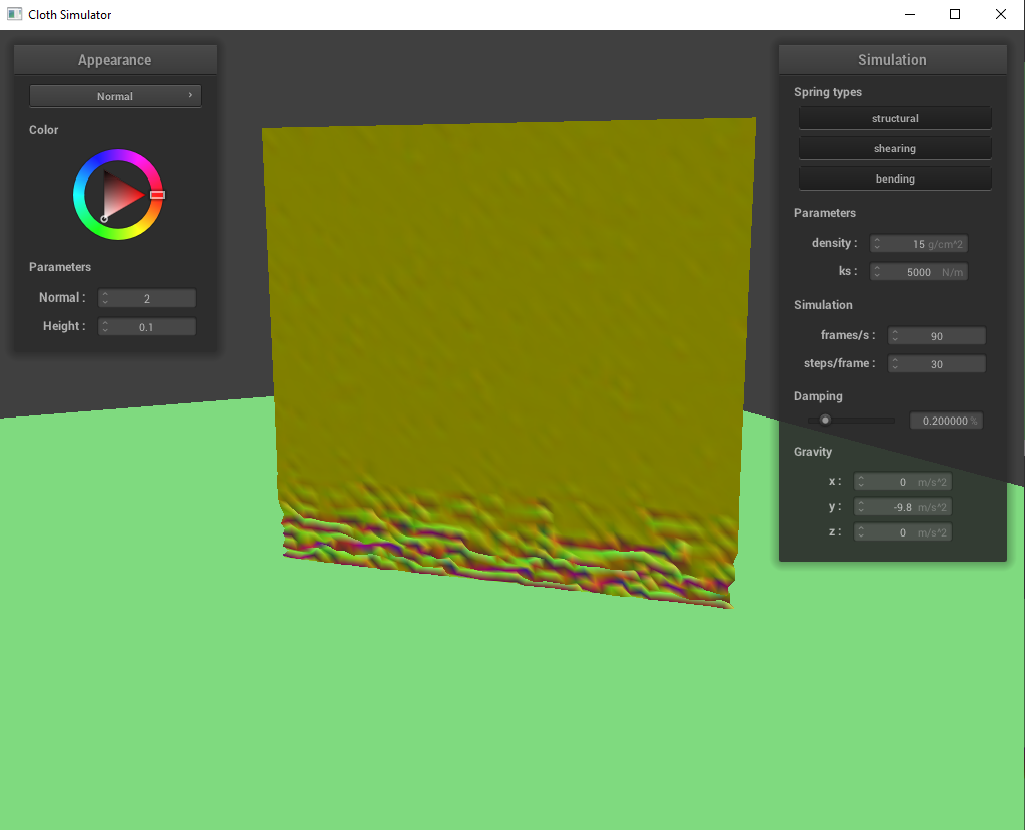 Cloth Simulator
Appearance
Normal
Color
Parameters
Normal : 2
Height : 0.1
Simulation
Spring types
structural
shearing
bending
Parameters
density : 15 g/cm^2
ks : 5000 N/m
Simulation
frames/s : 90
steps/frame : 30
Damping
0.200000 %
Gravity
x : 0 m/s^2
y : -9.8 m/s^2
z : 0 m/s^2